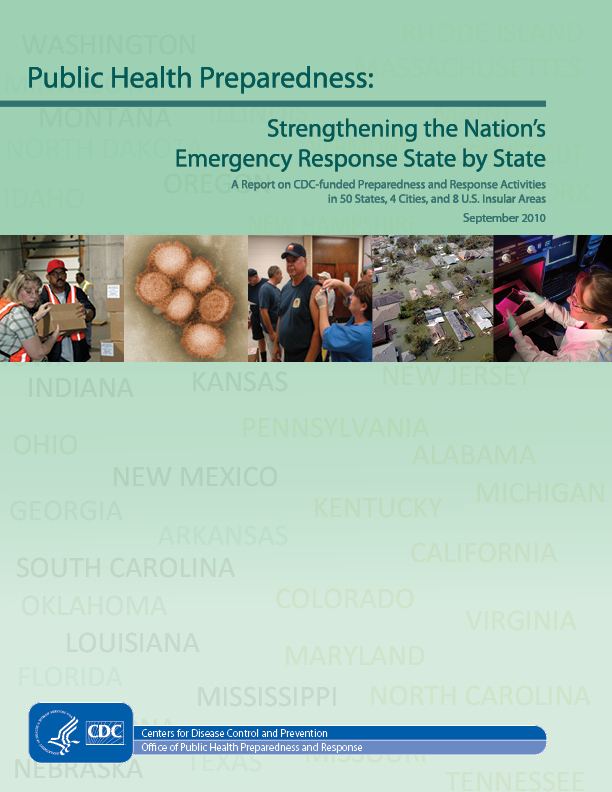 WASHINGTON
RHODE ISLAND
MASSACHUSETTS
Public Health Preparedness:
MONTANA
ILLINOIS
Strengthening the Nation's
NORTH DAKOTA
Emergency Response State by State
IDAHO
OREGON
A Report on CDC-funded Preparedness and Response Activities
in 50 States, 4 Cities, and 8 U.S. Insular Areas
September 2010
INDIANA
KANSAS
NEW JERSEY
PENNSYLVANIA
OHIO
ALABAMA
NEW MEXICO
MICHIGAN
GEORGIA
KENTUCKY
ARKANSAS
CALIFORNIA
SOUTH CAROLINA
OKLAHOMA
COLORADO
VIRGINIA
LOUISIANA
MARYLAND
FLORIDA
MISSISSIPPI
NORTH CAROLINA
CDC
Centers for Disease Control and Prevention
Office of Public Health Preparedness and Response
NEBRASKA
TEXAS
MISSOURI
TENNESSEE